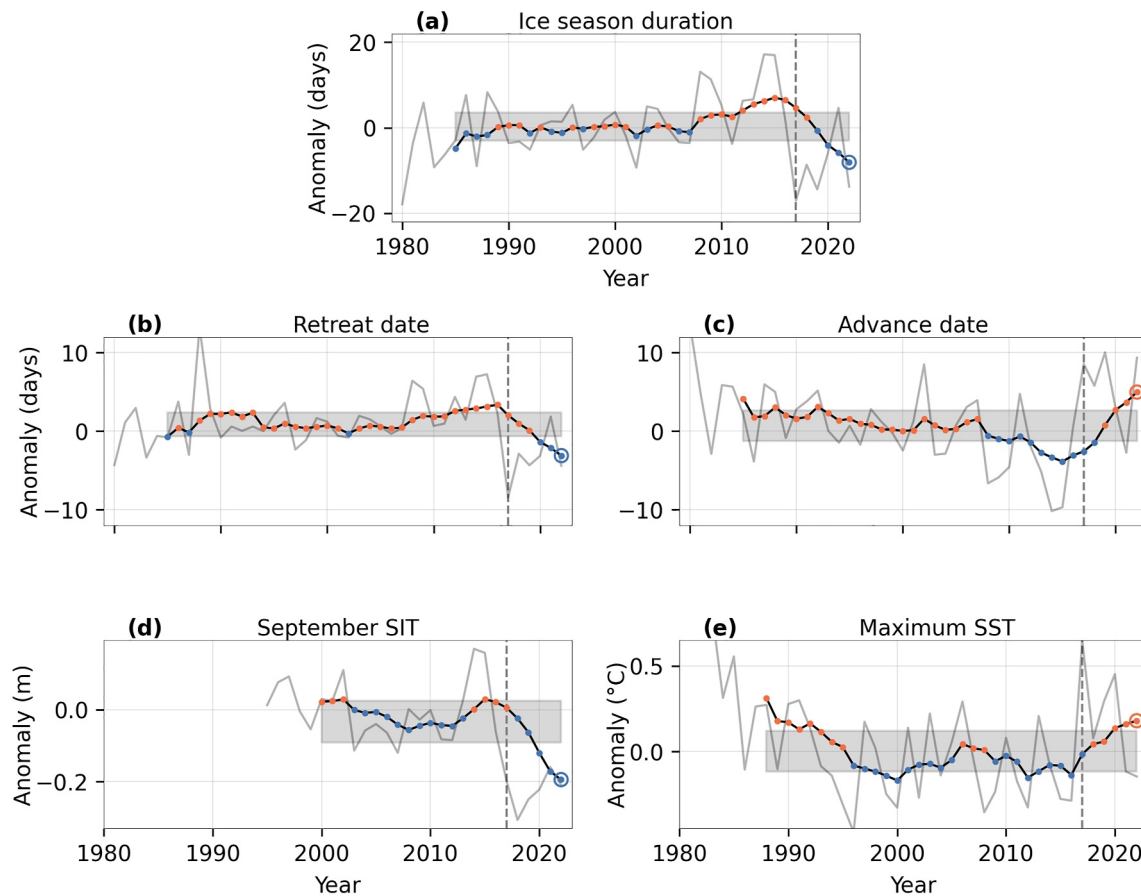 (a) Ice season duration
Anomaly (days)
20
0
−20
1980 1990 2000 2010 2020
Year
(b) Retreat date
Anomaly (days)
10
0
−10
(c) Advance date
10
0
−10
(d) September SIT
Anomaly (m)
0.0
−0.2
1980 1990 2000 2010 2020
Year
(e) Maximum SST
Anomaly (°C)
0.5
0.0
1980 1990 2000 2010 2020
Year